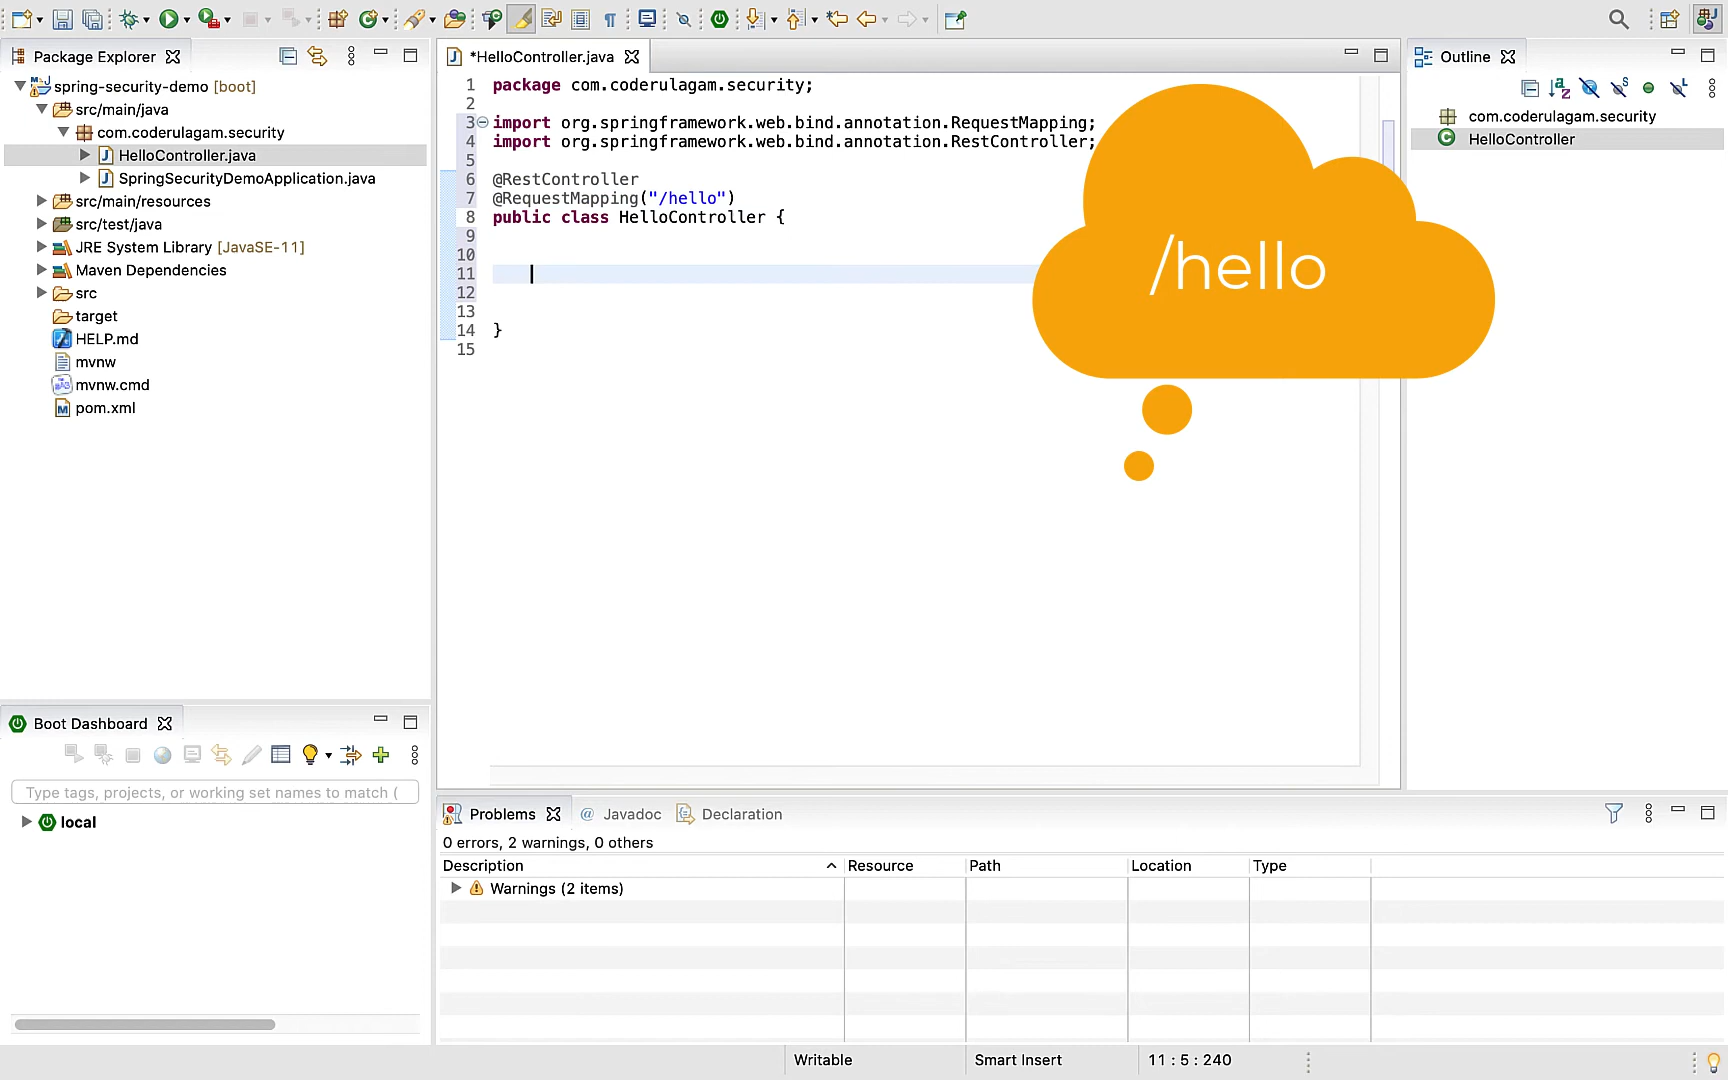 Package Explorer
spring-security-demo [boot]
src/main/java
com.coderulagam.security
HelloController.java
SpringSecurityDemoApplication.java
src/main/resources
src/test/java
JRE System Library [JavaSE-11]
Maven Dependencies
src
target
HELP.md
mvnw
mvnw.cmd
pom.xml
*HelloController.java
1 package com.coderulagam.security;
2
3 import org.springframework.web.bind.annotation.RequestMapping;
4 import org.springframework.web.bind.annotation.RestController;
5
6 @RestController
7 @RequestMapping("/hello")
8 public class HelloController {
9
10
11
12
13
14 }
15
/hello
Outline
com.coderulagam.security
HelloController
Boot Dashboard
Type tags, projects, or working set names to match (
local
Problems @ Javadoc Declaration
0 errors, 2 warnings, 0 others
Description Resource Path Location Type
Warnings (2 items)
Writable Smart Insert 11 : 5 : 240